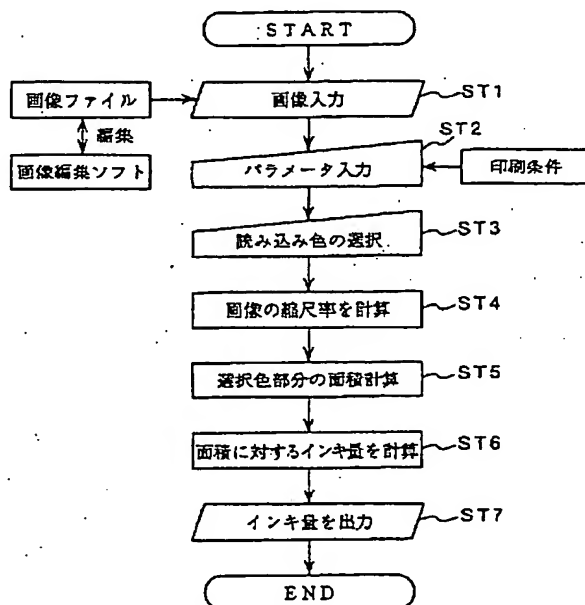 START
画像ファイル
画像入力
ST1
編集
ST2
画像編集ソフト
パラメータ入力
印刷条件
読み込み色の選択
ST3
画像の縮尺率を計算
ST4
選択色部分の面積計算
ST5
面積に対するインキ量を計算
ST6
インキ量を出力
ST7
END